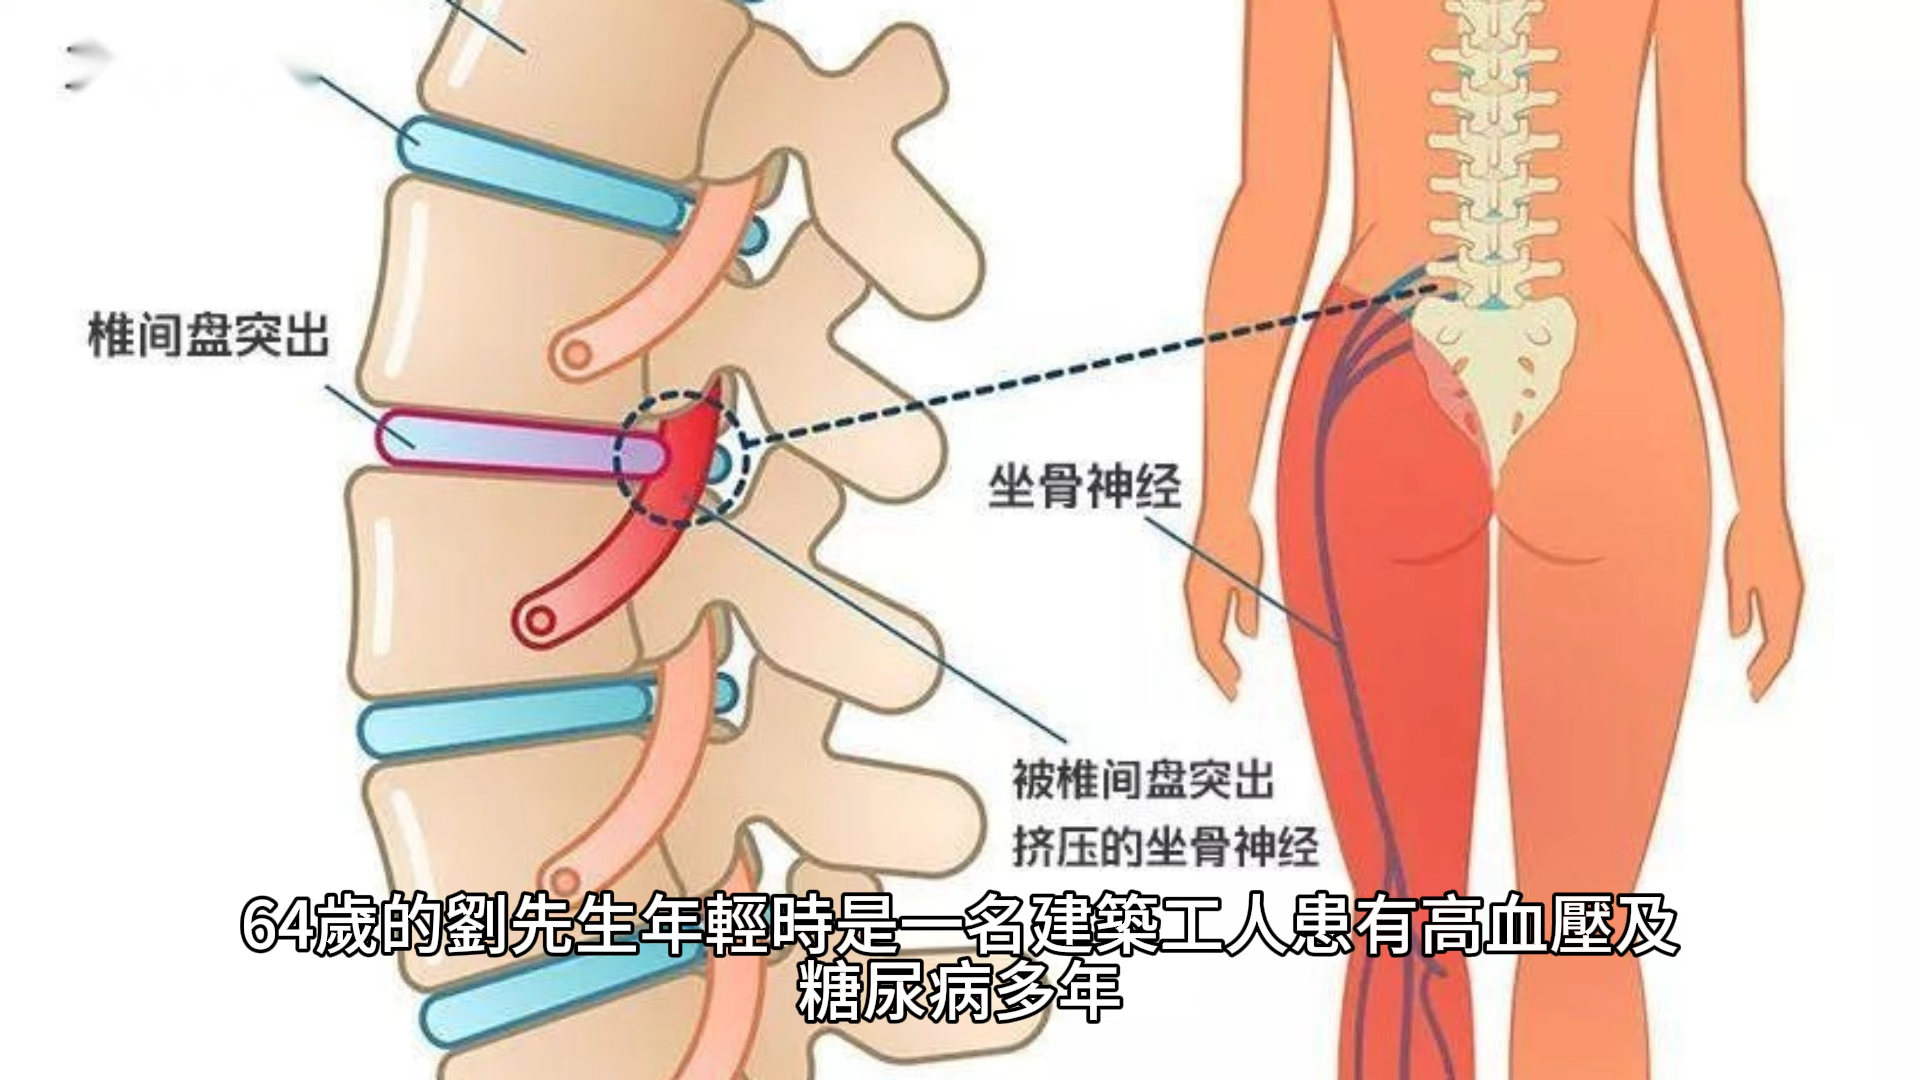 椎间盘突出
坐骨神经
被椎间盘突出
挤压的坐骨神经
64歲的劉先生年輕時是一名建築工人患有高血壓及
糖尿病多年